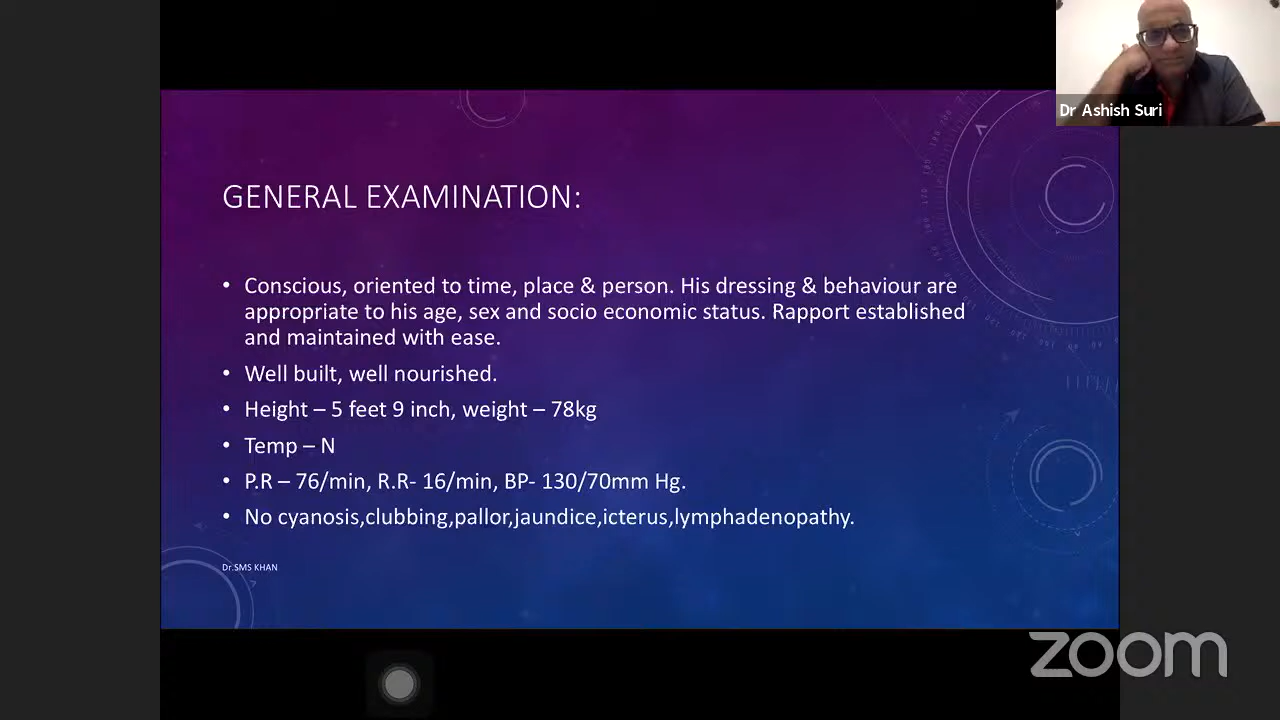 Dr Ashish Suri
GENERAL EXAMINATION:
• Conscious, oriented to time, place & person. His dressing & behaviour are
appropriate to his age, sex and socio economic status. Rapport established
and maintained with ease.
• Well built, well nourished.
• Height – 5 feet 9 inch, weight – 78kg
• Temp – N
• P.R – 76/min, R.R- 16/min, BP- 130/70mm Hg.
• No cyanosis,clubbing,pallor,jaundice,icterus,lymphadenopathy.
Dr.SMS KHAN
zoom